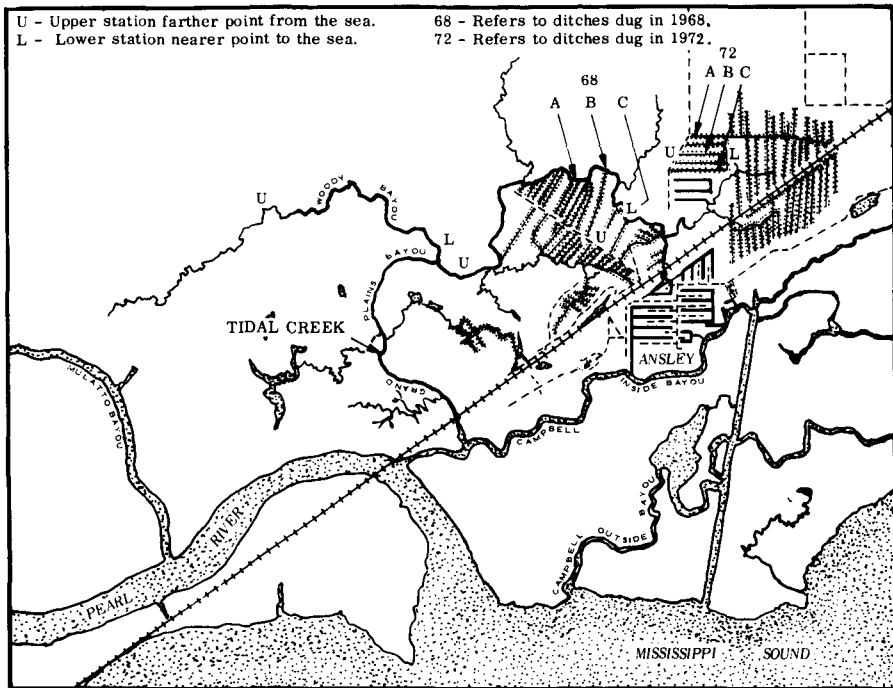 U - Upper station farther point from the sea.
L - Lower station nearer point to the sea.
68 - Refers to ditches dug in 1968.
72 - Refers to ditches dug in 1972.
72
A B C
68
A B C
U
L
U
WOODY
BAYOU
L
U
L
U
PLAINS
BAYOU
TIDAL CREEK
GRAND
MULATTO BAYOU
ANSLEY
INSIDE BAYOU
CAMPBELL
RIVER
PEARL
CAMPBELL
OUTSIDE
BAYOU
MISSISSIPPI SOUND